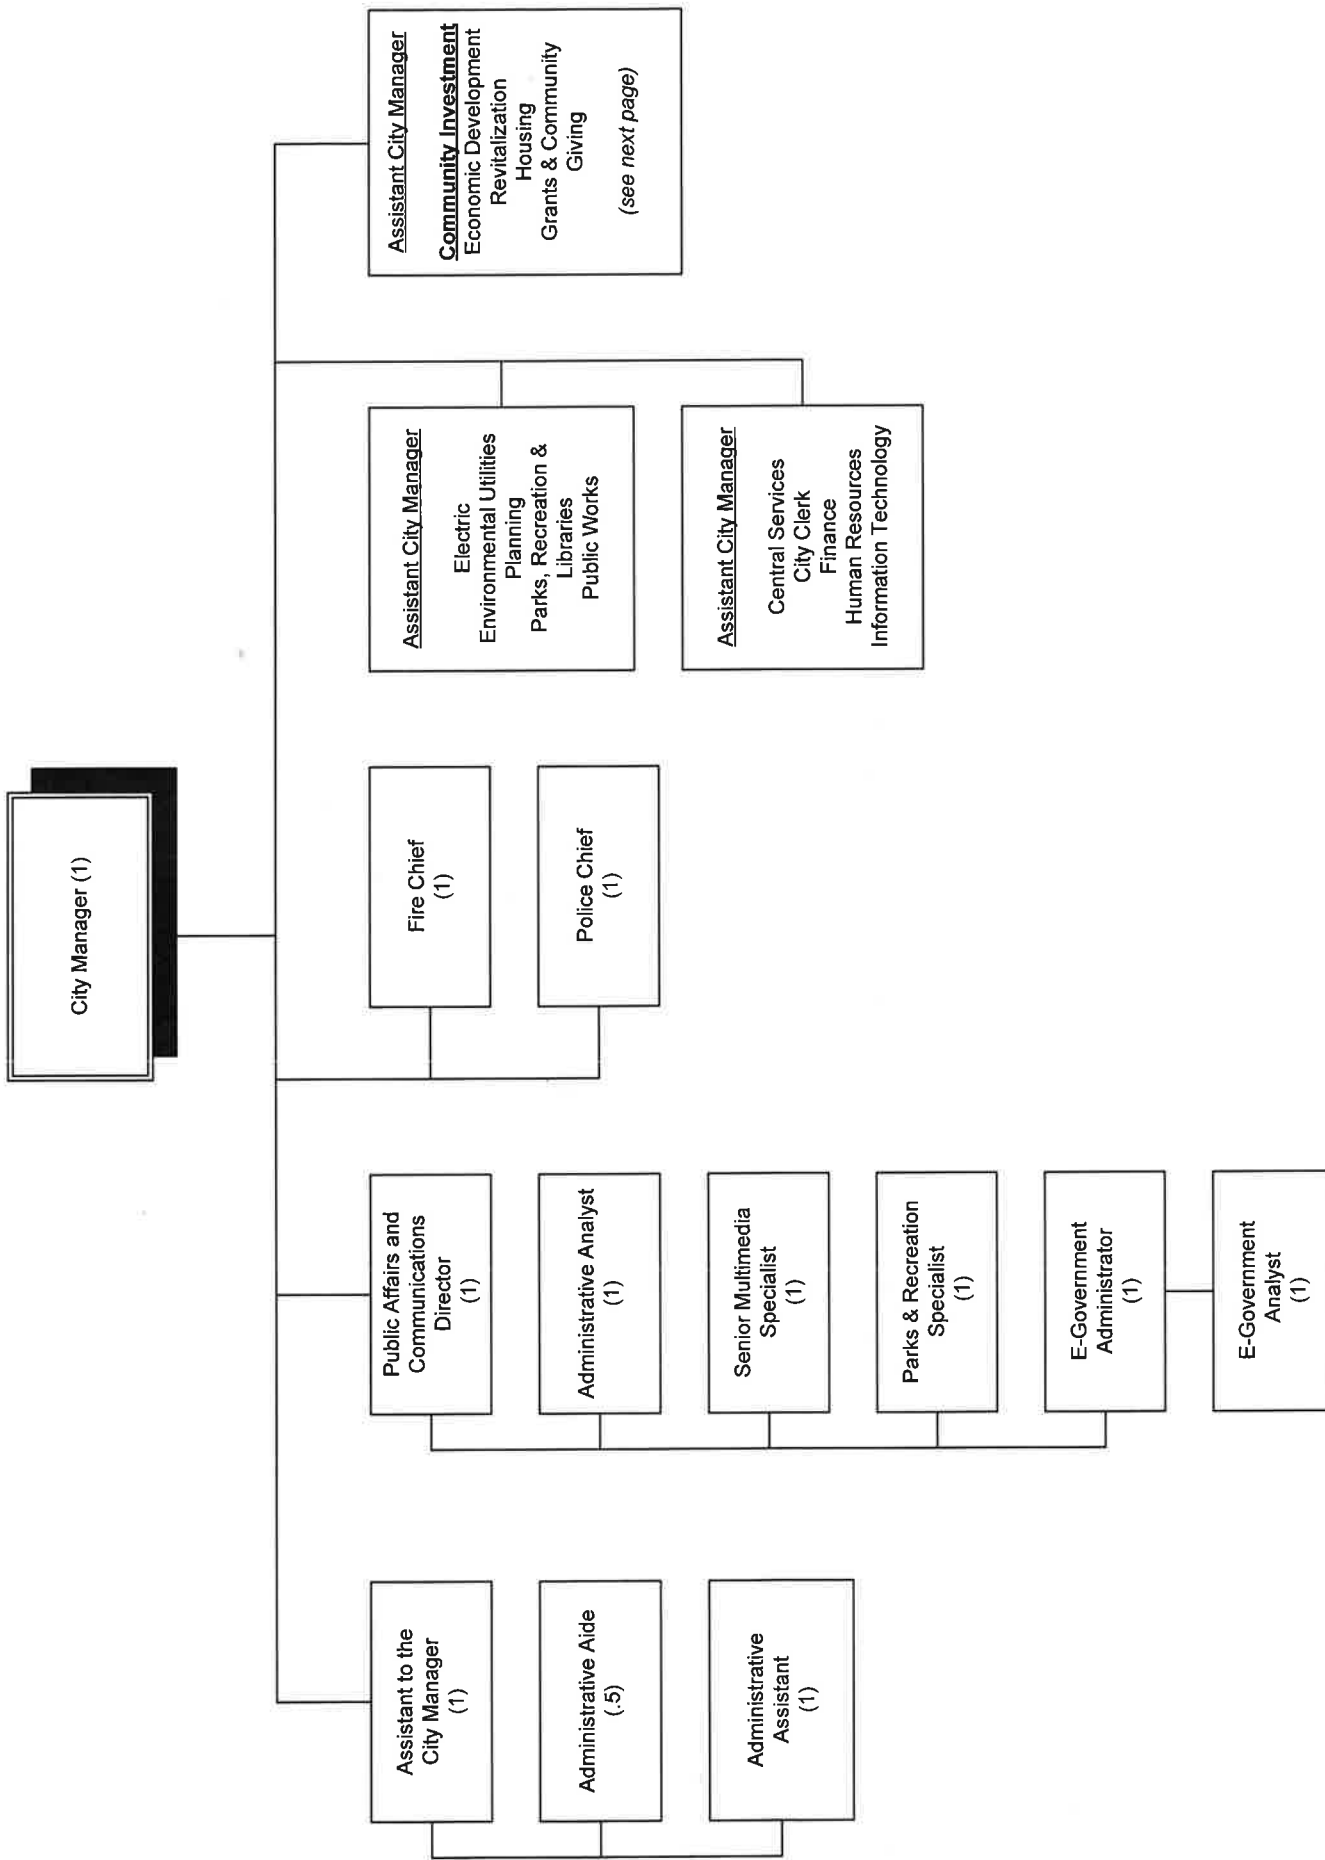 City Manager (1)
Assistant to the
City Manager
(1)
Administrative Aide
(.5)
Administrative
Assistant
(1)
Public Affairs and
Communications
Director
(1)
Administrative Analyst
(1)
Senior Multimedia
Specialist
(1)
Parks & Recreation
Specialist
(1)
E-Government
Administrator
(1)
E-Government
Analyst
(1)
Fire Chief
(1)
Police Chief
(1)
Assistant City Manager
Electric
Environmental Utilities
Planning
Parks, Recreation &
Libraries
Public Works
Assistant City Manager
Central Services
City Clerk
Finance
Human Resources
Information Technology
Assistant City Manager
Community Investment
Economic Development
Revitalization
Housing
Grants & Community
Giving
(see next page)